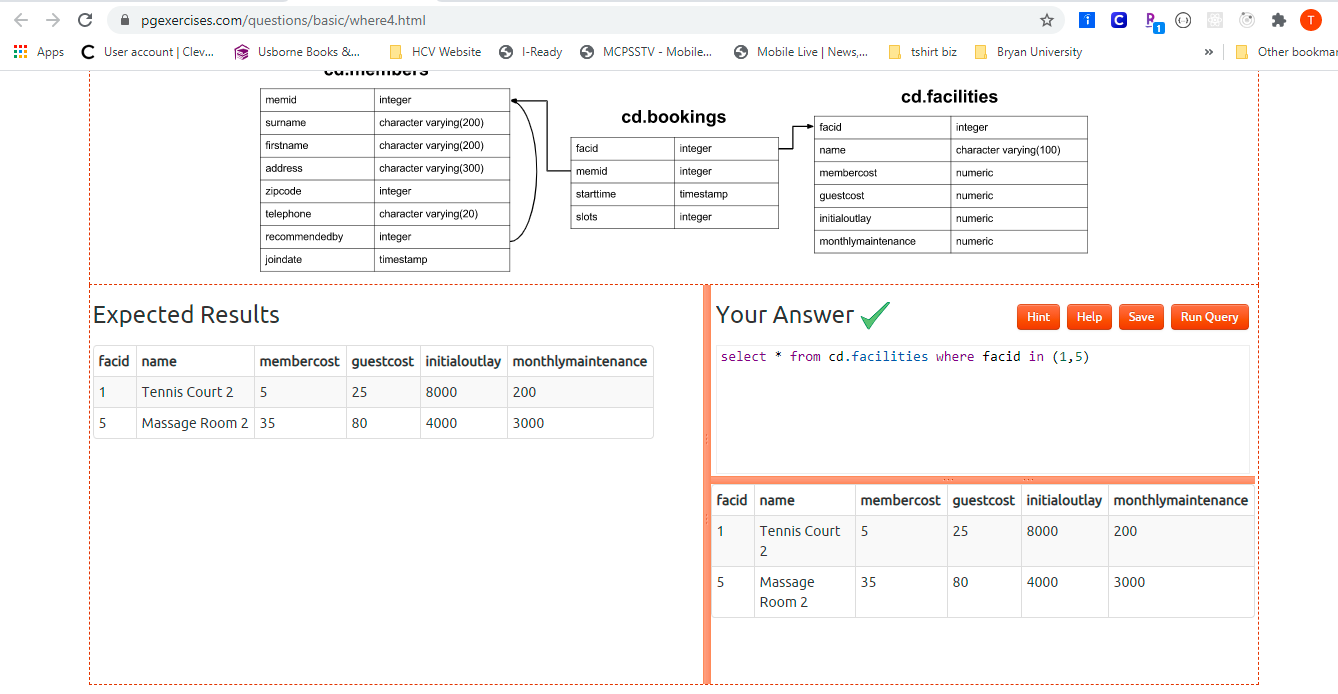 pgexercises.com/questions/basic/where4.html
1
T
Apps
User account | Clev...
Usborne Books &...
HCV Website
I-Ready
MCPSSTV - Mobile...
Mobile Live | News,...
tshirt biz
Bryan University
»
Other bookmar
cd.members
memid integer
surname character varying(200)
firstname character varying(200)
address character varying(300)
zipcode integer
telephone character varying(20)
recommendedby integer
joindate timestamp
cd.bookings
facid integer
memid integer
starttime timestamp
slots integer
cd.facilities
facid integer
name character varying(100)
membercost numeric
guestcost numeric
initialoutlay numeric
monthlymaintenance numeric
Expected Results
facid name membercost guestcost initialoutlay monthlymaintenance
1 Tennis Court 2 5 25 8000 200
5 Massage Room 2 35 80 4000 3000
Your Answer
Hint
Help
Save
Run Query
select * from cd.facilities where facid in (1,5)
facid name membercost guestcost initialoutlay monthlymaintenance
1 Tennis Court 5 25 8000 200
2
5 Massage 35 80 4000 3000
Room 2